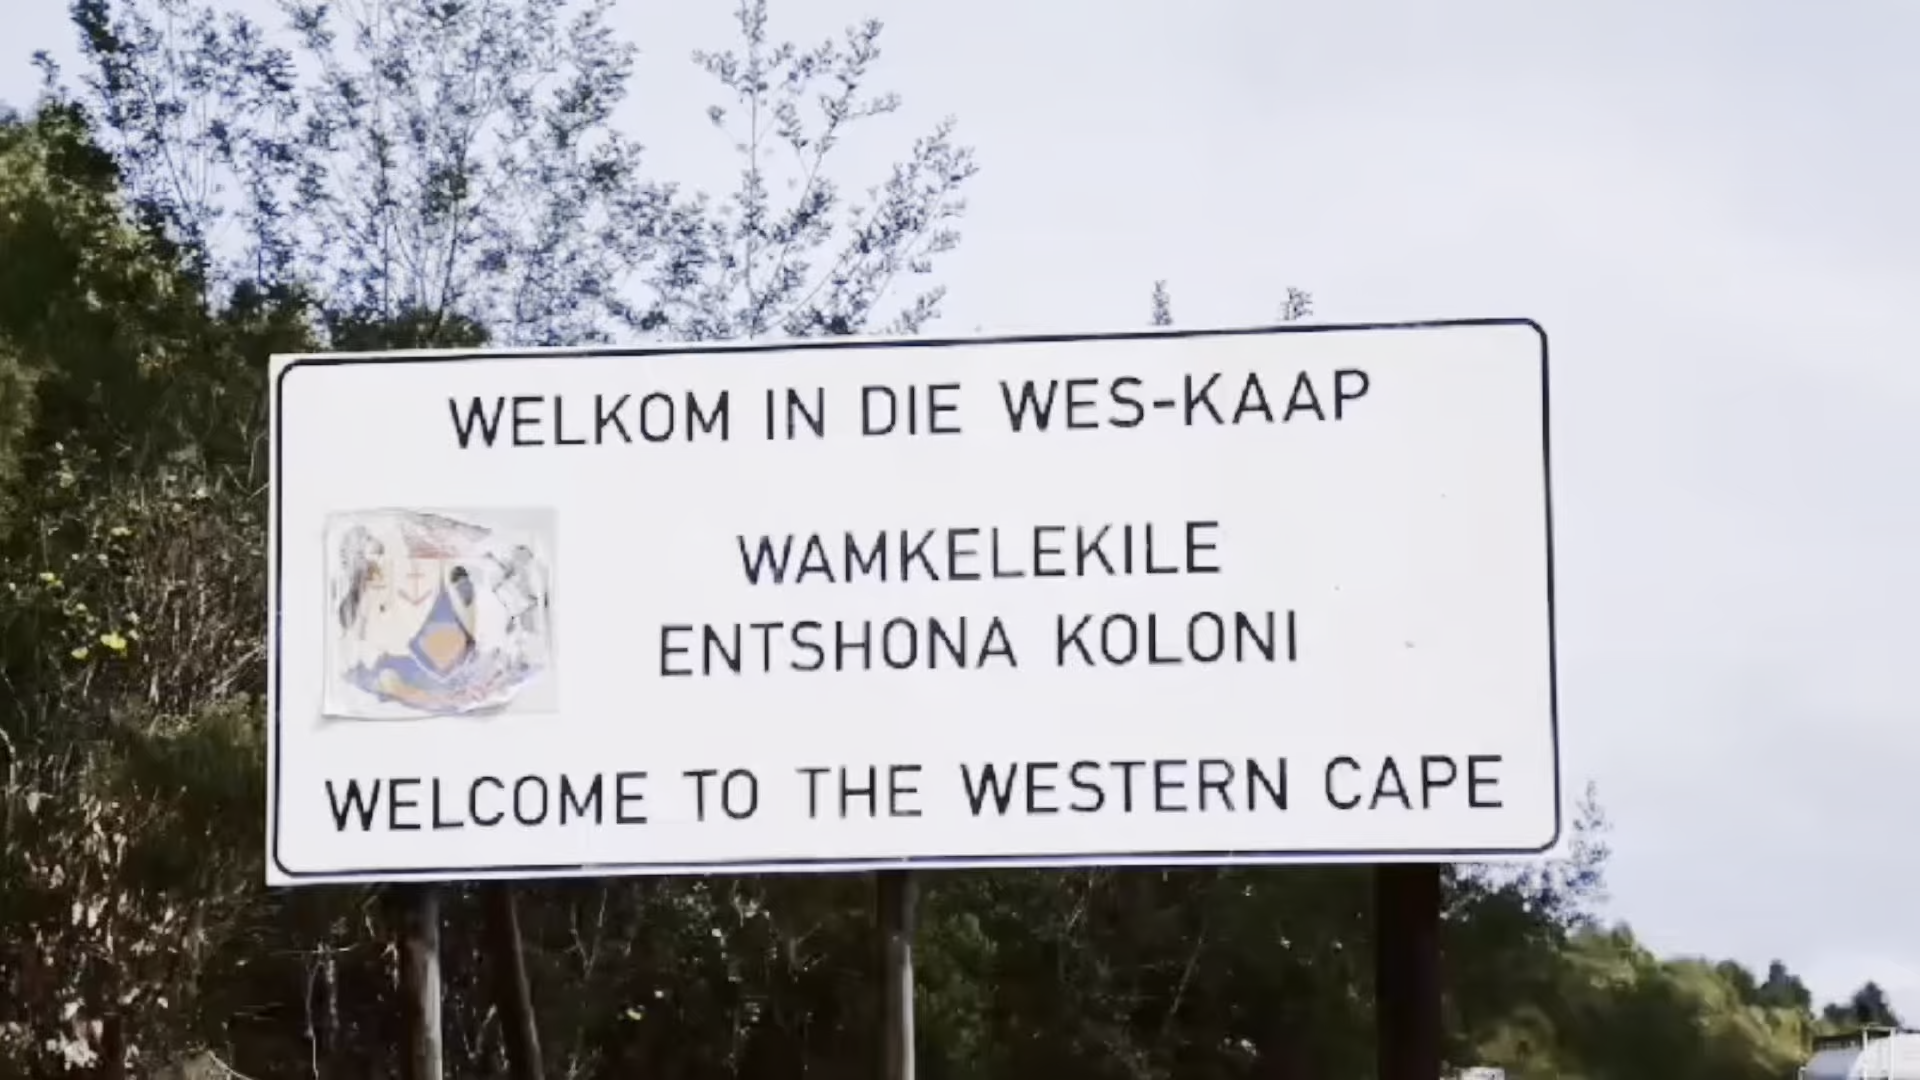 WELKOM IN DIE WES-KAAP
WAMKELEKILE
ENTSHONA KOLONI
WELCOME TO THE WESTERN CAPE